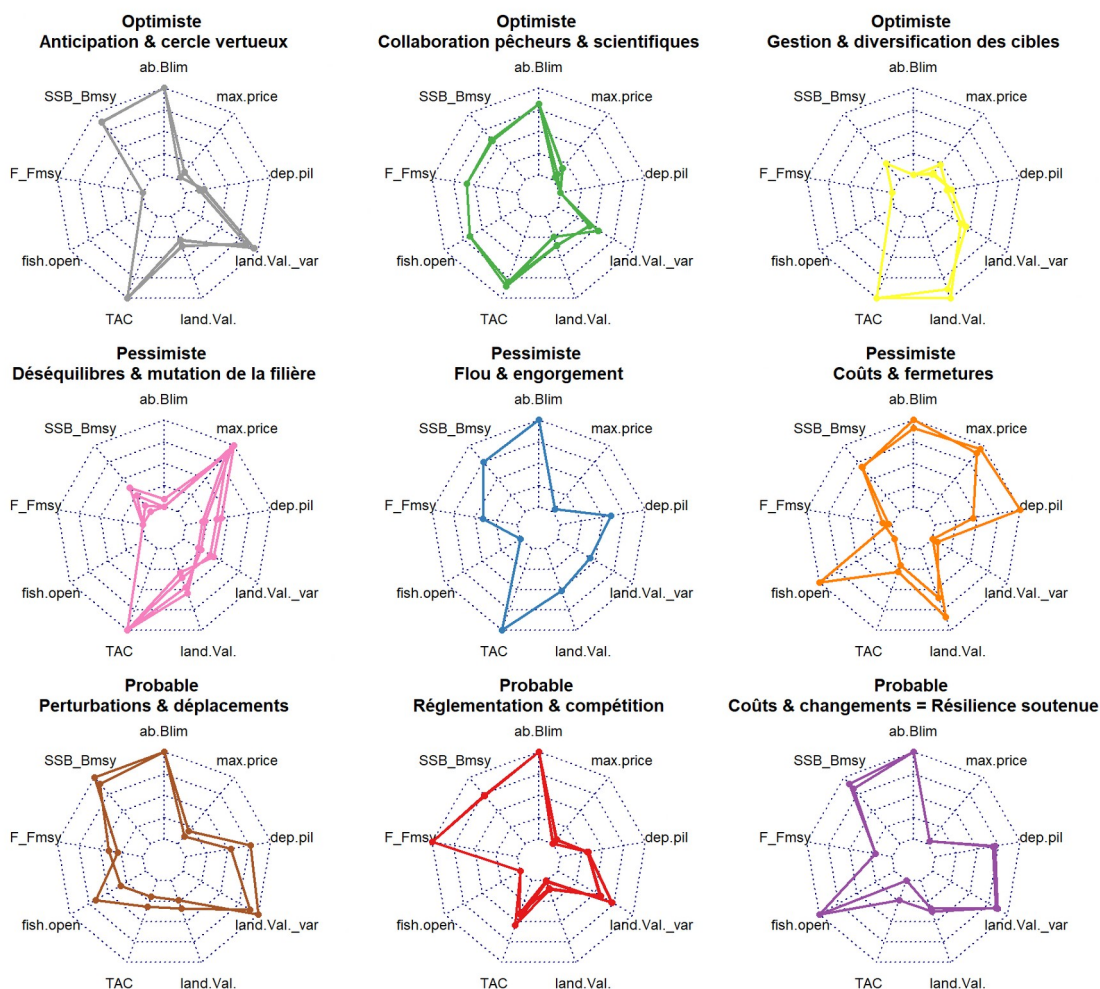 Optimiste
Anticipation & cercle vertueux
ab.Blim
SSB_Bmsy
max.price
F_Fmsy
dep.pil
fish.open
land.Val._var
TAC
land.Val.
Optimiste
Collaboration pêcheurs & scientifiques
ab.Blim
SSB_Bmsy
max.price
F_Fmsy
dep.pil
fish.open
land.Val._var
TAC
land.Val.
Optimiste
Gestion & diversification des cibles
ab.Blim
SSB_Bmsy
max.price
F_Fmsy
dep.pil
fish.open
land.Val._var
TAC
land.Val.
Pessimiste
Déséquilibres & mutation de la filière
ab.Blim
SSB_Bmsy
max.price
F_Fmsy
dep.pil
fish.open
land.Val._var
TAC
land.Val.
Pessimiste
Flou & engorgement
ab.Blim
SSB_Bmsy
max.price
F_Fmsy
dep.pil
fish.open
land.Val._var
TAC
land.Val.
Pessimiste
Coûts & fermetures
ab.Blim
SSB_Bmsy
max.price
F_Fmsy
dep.pil
fish.open
land.Val._var
TAC
land.Val.
Probable
Perturbations & déplacements
ab.Blim
SSB_Bmsy
max.price
F_Fmsy
dep.pil
fish.open
land.Val._var
TAC
land.Val.
Probable
Réglementation & compétition
ab.Blim
SSB_Bmsy
max.price
F_Fmsy
dep.pil
fish.open
land.Val._var
TAC
land.Val.
Probable
Coûts & changements = Résilience soutenue
ab.Blim
SSB_Bmsy
max.price
F_Fmsy
dep.pil
fish.open
land.Val._var
TAC
land.Val.